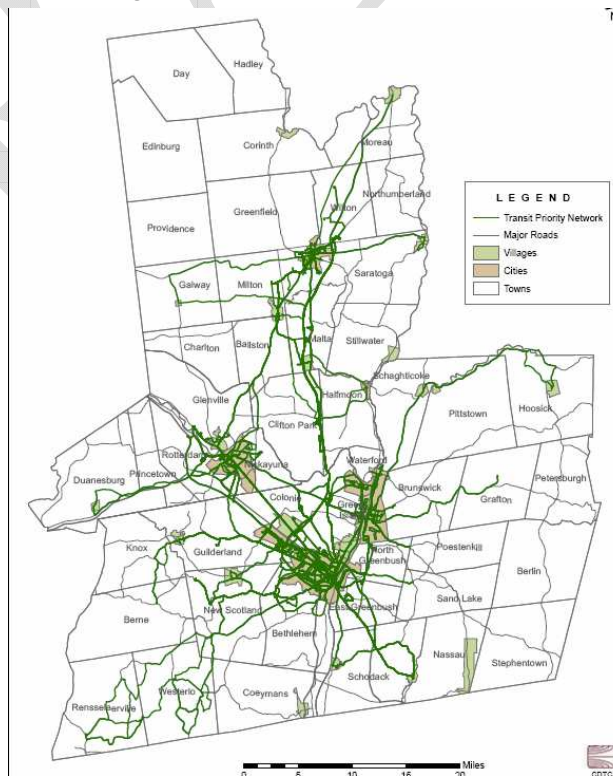 Hadley
Day
Edinburg
Corinth
Moreau
Northumberland
Wilton
Greenfield
Providence
LEGEND
Transit Priority Network
Major Roads
Villages
Cities
Towns
Galway
Milton
Saratoga
Charlton
Ballston
Malta
Stillwater
Schaghticoke
Glenville
Halfmoon
Clifton Park
Pittstown
Hoosick
Rotterdam
Niskayuna
Waterford
Princetown
Duanesburg
Colonie
Green
Island
Brunswick
Grafton
Petersburgh
Knox
Guilderland
North
Greenbush
Poestenkill
Berlin
Berne
New Scotland
East Greenbush
Sand Lake
Bethlehem
Nassau
Stephentown
Schodack
Westerlo
Coeymans
Rensselaerville
0 5 10 15 20 Miles